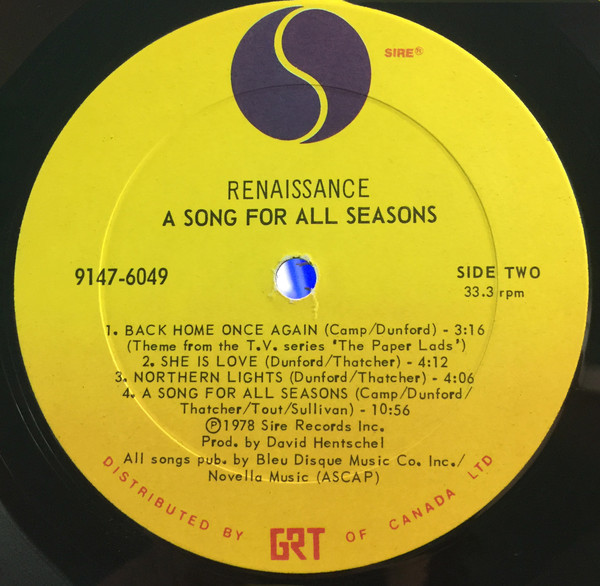 SIRE®
RENAISSANCE
A SONG FOR ALL SEASONS
9147-6049
SIDE TWO
33.3 rpm
1. BACK HOME ONCE AGAIN (Camp/Dunford) - 3:16
(Theme from the T.V. series "The Paper Lads")
2. SHE IS LOVE (Dunford/Thatcher) - 4:12
3. NORTHERN LIGHTS (Dunford/Thatcher) - 4:06
4. A SONG FOR ALL SEASONS (Camp/Dunford/
Thatcher/Tout/Sullivan) - 10:56
℗1978 Sire Records Inc.
Prod. by David Hentschel
All songs pub. by Bleu Disque Music Co. Inc./
Novella Music (ASCAP)
DISTRIBUTED BY GRT OF CANADA LTD